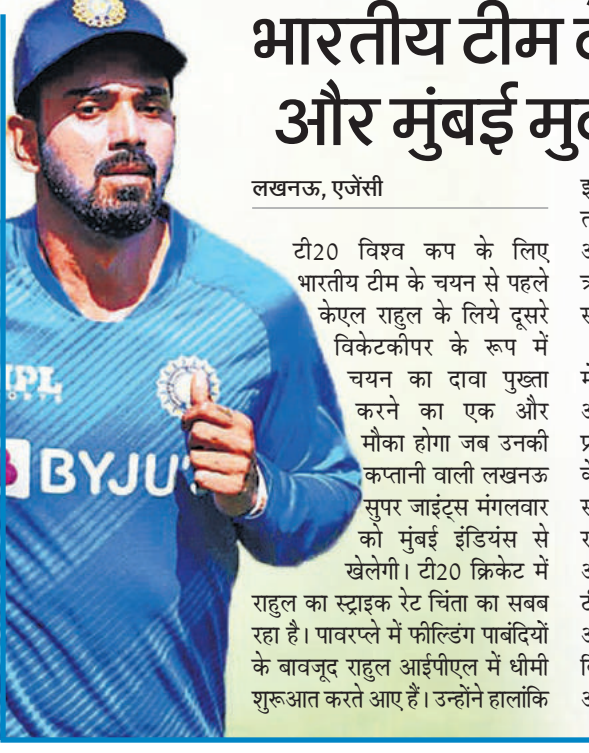 भारतीय टीम
और मुंबई
लखनऊ, एजेंसी
टी20 विश्व कप के लिए
भारतीय टीम के चयन से पहले
केएल राहुल के लिये दूसरे
विकेटकीपर के रूप में
चयन का दावा पुख्ता
करने का एक और
मौका होगा जब उनकी
कप्तानी वाली लखनऊ
सुपर जाइंट्स मंगलवार
को मुंबई इंडियंस से
खेलेगी। टी20 क्रिकेट में
राहुल का स्ट्राइक रेट चिंता का सबब
रहा है। पावरप्ले में फील्डिंग पाबंदियों
के बावजूद राहुल आईपीएल में धीमी
शुरूआत करते आए हैं। उन्होंने हालांकि
BYJU'